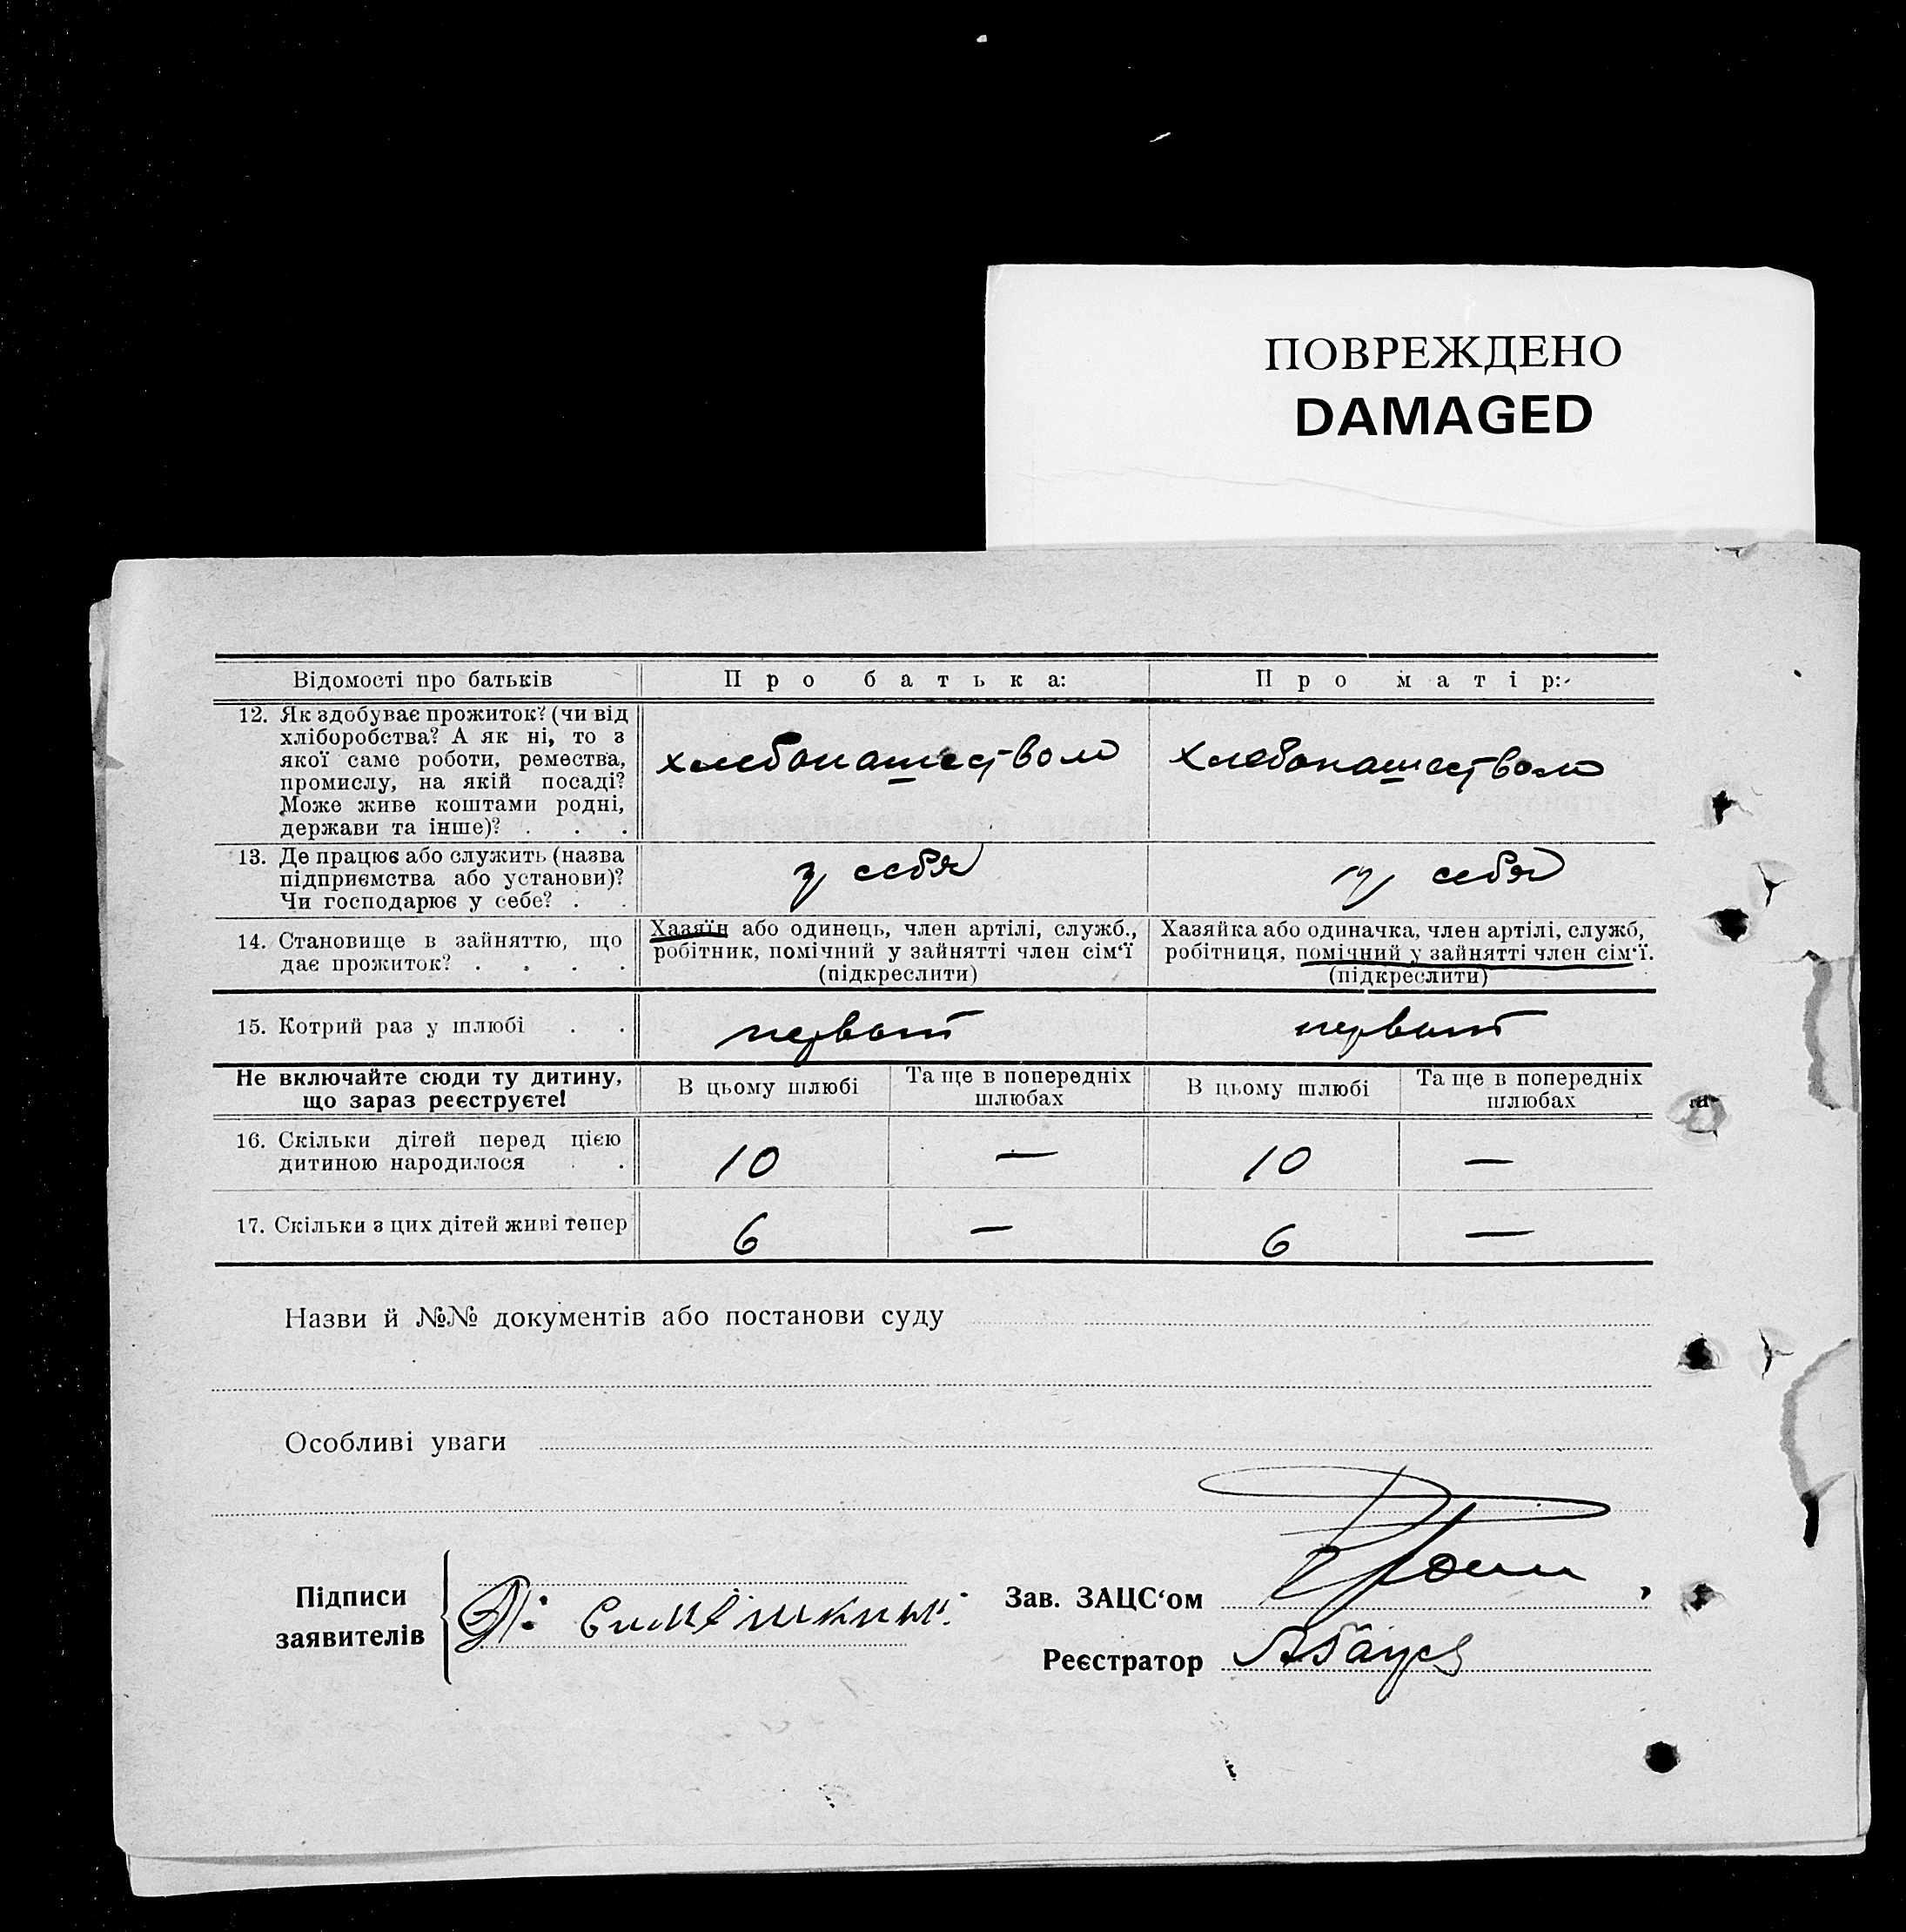 ПОВРЕЖДЕНО
DAMAGED
Відомості про батьків
Про батька:
Про матір:
12. Як здобуває прожиток? (чи від
хліборобства? А як ні, то з
якої саме роботи, ремества,
промислу, на якій посаді?
Може живе коштами родні,
держави та інше)? . . .
хлебопашеством
хлебопашеством
13. Де працює або служить (назва
підприємства або установи)?
Чи господарює у себе? . .
у себя
у себя
14. Становище в зайняттю, що
дає прожиток? . . . .
Хазяїн або одинець, член артілі, служб.,
робітник, помічний у зайнятті член сім‘ї
(підкреслити)
Хазяйка або одиначка, член артілі, служб,
робітниця, помічний у зайнятті член сім‘ї.
(підкреслити)
15. Котрий раз у шлюбі . .
первый
первый
Не включайте сюди ту дитину,
що зараз реєструєте!
В цьому шлюбі
Та ще в попередніх
шлюбах
В цьому шлюбі
Та ще в попередніх
шлюбах
16. Скільки дітей перед цією
дитиною народилося . .
10
—
10
—
17. Скільки з цих дітей живі тепер
6
—
6
—
Назви й №№ документів або постанови суду
Особливі уваги
Підписи
заявителів
Зав. ЗАЦС‘ом
Реєстратор